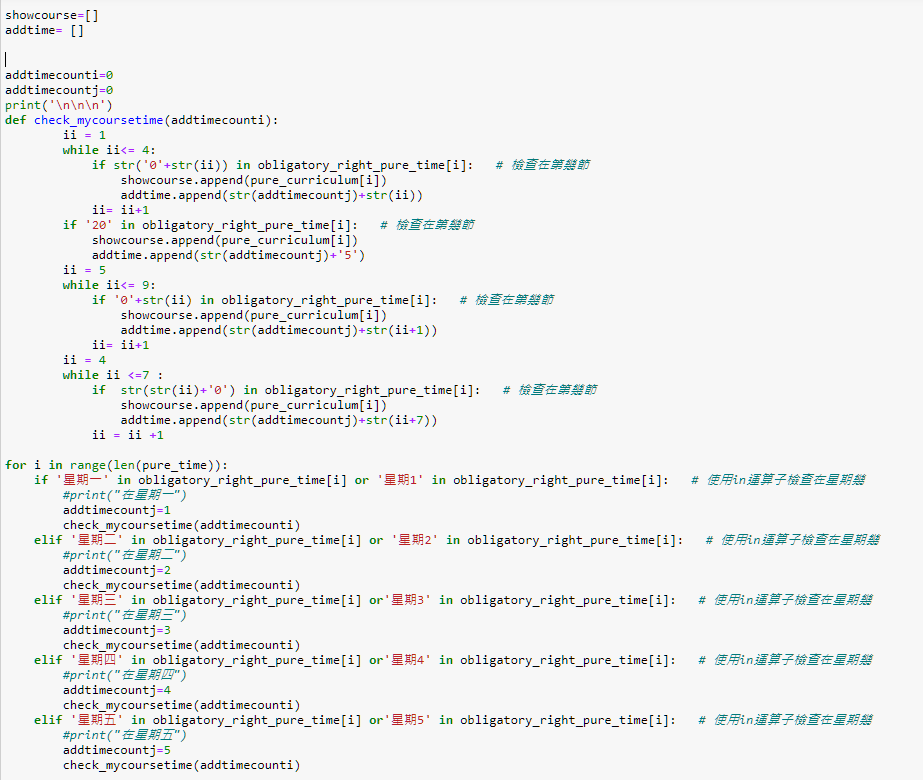 showcourse=[]
addtime= []
addtimecounti=0
addtimecountj=0
print('\n\n\n')
def check_mycoursetime(addtimecounti):
        ii = 1
        while ii<= 4:
            if str('0'+str(ii)) in obligatory_right_pure_time[i]:   # 檢查在第幾節
                showcourse.append(pure_curriculum[i])
                addtime.append(str(addtimecountj)+str(ii))
            ii= ii+1
        if '20' in obligatory_right_pure_time[i]:   # 檢查在第幾節
            showcourse.append(pure_curriculum[i])
            addtime.append(str(addtimecountj)+'5')
        ii = 5
        while ii<= 9:
            if '0'+str(ii) in obligatory_right_pure_time[i]:   # 檢查在第幾節
                showcourse.append(pure_curriculum[i])
                addtime.append(str(addtimecountj)+str(ii+1))
            ii= ii+1
        ii = 4
        while ii <=7 :
            if  str(str(ii)+'0') in obligatory_right_pure_time[i]:   # 檢查在第幾節
                showcourse.append(pure_curriculum[i])
                addtime.append(str(addtimecountj)+str(ii+7))
            ii = ii +1
for i in range(len(pure_time)):
    if '星期一' in obligatory_right_pure_time[i] or '星期1' in obligatory_right_pure_time[i]:   # 使用in運算子檢查在星期幾
        #print("在星期一")
        addtimecountj=1
        check_mycoursetime(addtimecounti)
    elif '星期二' in obligatory_right_pure_time[i] or '星期2' in obligatory_right_pure_time[i]:   # 使用in運算子檢查在星期幾
        #print("在星期二")
        addtimecountj=2
        check_mycoursetime(addtimecounti)
    elif '星期三' in obligatory_right_pure_time[i] or'星期3' in obligatory_right_pure_time[i]:   # 使用in運算子檢查在星期幾
        #print("在星期三")
        addtimecountj=3
        check_mycoursetime(addtimecounti)
    elif '星期四' in obligatory_right_pure_time[i] or'星期4' in obligatory_right_pure_time[i]:   # 使用in運算子檢查在星期幾
        #print("在星期四")
        addtimecountj=4
        check_mycoursetime(addtimecounti)
    elif '星期五' in obligatory_right_pure_time[i] or'星期5' in obligatory_right_pure_time[i]:   # 使用in運算子檢查在星期幾
        #print("在星期五")
        addtimecountj=5
        check_mycoursetime(addtimecounti)